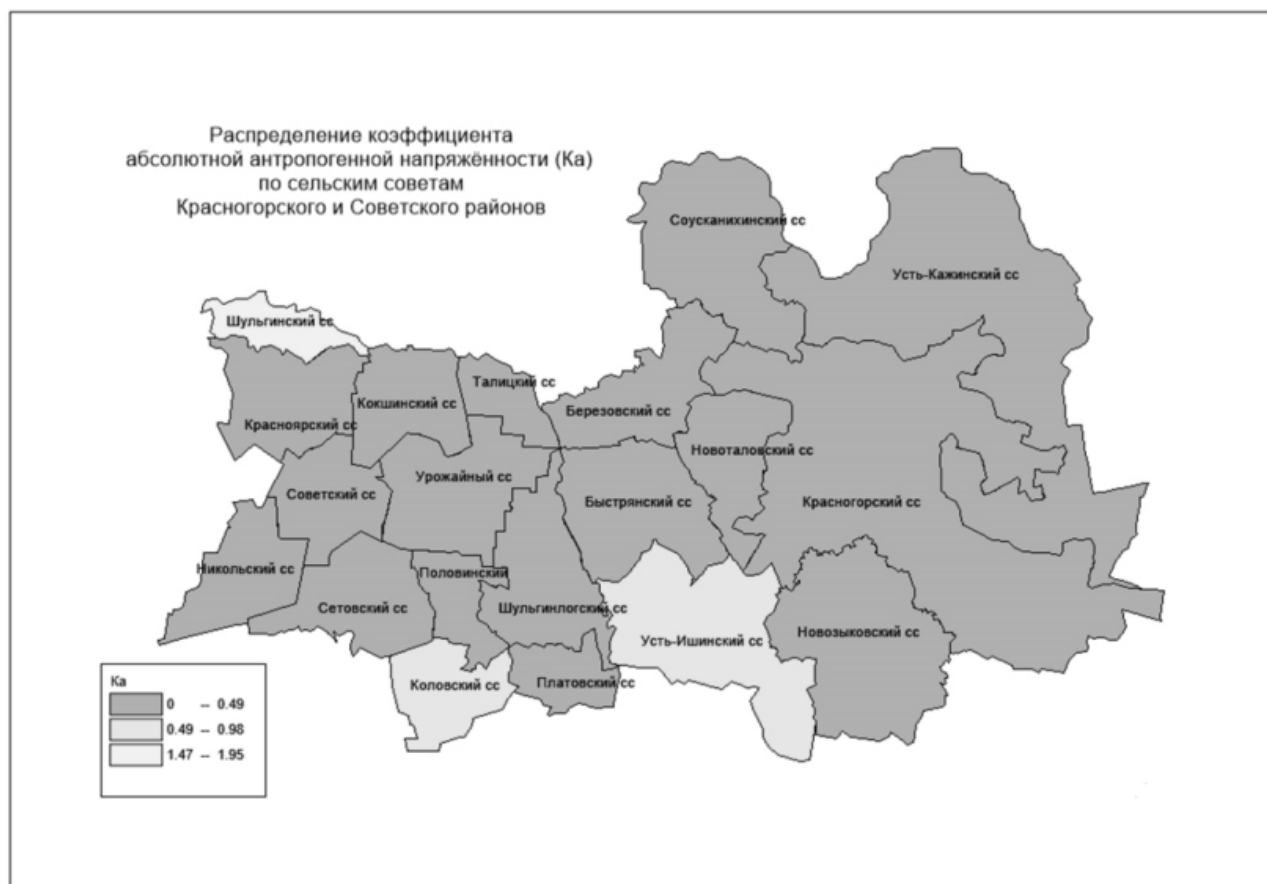 Распределение коэффициента
абсолютной антропогенной напряжённости (Ка)
по сельским советам
Красногорского и Советского районов
Соусканихинский сс
Усть-Кажинский сс
Шульгинский сс
Талицкий сс
Кокшинский сс
Березовский сс
Красноярский сс
Новоталовский сс
Урожайный сс
Советский сс
Быстрянский сс
Красногорский сс
Никольский сс
Половинский
Сетовский сс
Шульгинлогский сс
Усть-Ишинский сс
Новозыковский сс
Коловский сс
Платовский сс
Ка
0 -- 0.49
0.49 -- 0.98
1.47 -- 1.95